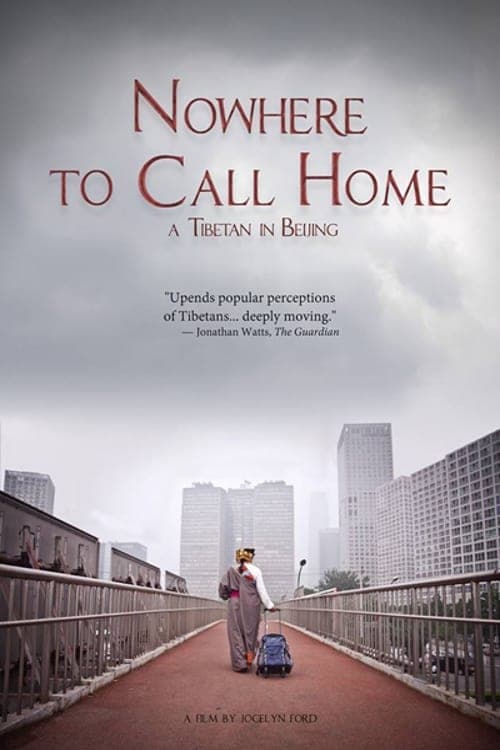 NOWHERE
TO CALL HOME
A TIBETAN IN BEIJING
"Upends popular perceptions
of Tibetans... deeply moving."
— Jonathan Watts, The Guardian
A FILM BY JOCELYN FORD